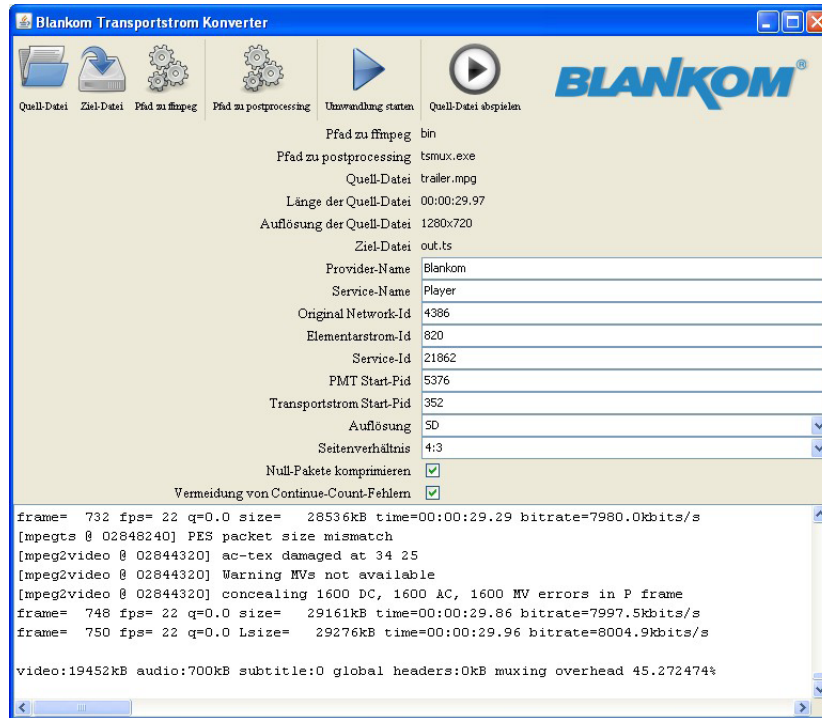 Blankom Transportstrom Konverter
Quell-Datei Ziel-Datei Pfad zu ffmpeg Pfad zu postprocessing Umwandlung starten Quell-Datei abspielen
BLANKOM®
Pfad zu ffmpeg bin
Pfad zu postprocessing tsmux.exe
Quell-Datei trailer.mpg
Länge der Quell-Datei 00:00:29.97
Auflösung der Quell-Datei 1280x720
Ziel-Datei out.ts
Provider-Name Blankom
Service-Name Player
Original Network-Id 4386
Elementarstrom-Id 820
Service-Id 21862
PMT Start-Pid 5376
Transportstrom Start-Pid 352
Auflösung SD
Seitenverhältnis 4:3
Null-Pakete komprimieren
Vermeidung von Continue-Count-Fehlern
frame=  732 fps= 22 q=0.0 size=   28536kB time=00:00:29.29 bitrate=7980.0kbits/s
[mpegts @ 02848240] PES packet size mismatch
[mpeg2video @ 02844320] ac-tex damaged at 34 25
[mpeg2video @ 02844320] Warning MVs not available
[mpeg2video @ 02844320] concealing 1600 DC, 1600 AC, 1600 MV errors in P frame
frame=  748 fps= 22 q=0.0 size=   29161kB time=00:00:29.86 bitrate=7997.5kbits/s
frame=  750 fps= 22 q=0.0 Lsize=   29276kB time=00:00:29.96 bitrate=8004.9kbits/s
video:19452kB audio:700kB subtitle:0 global headers:0kB muxing overhead 45.272474%